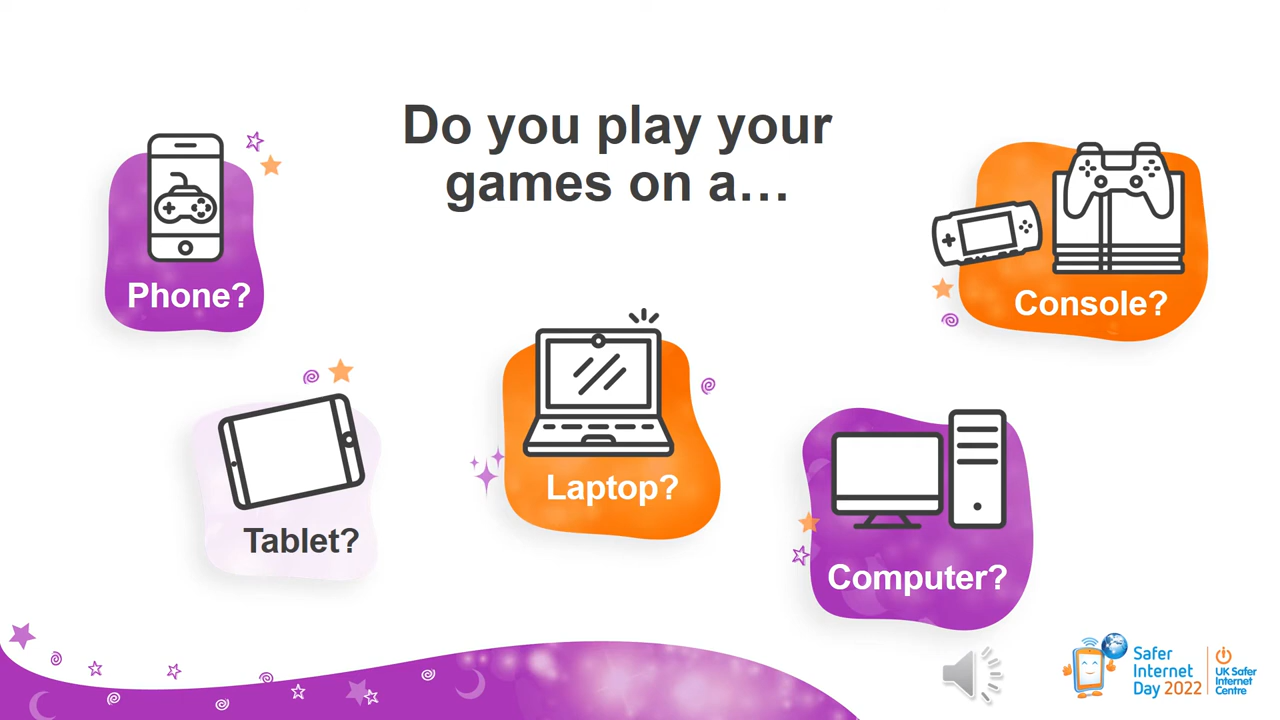 Do you play your
games on a…
Phone?
Console?
Tablet?
Laptop?
Computer?
Safer
Internet
Day 2022
UK Safer
Internet
Centre